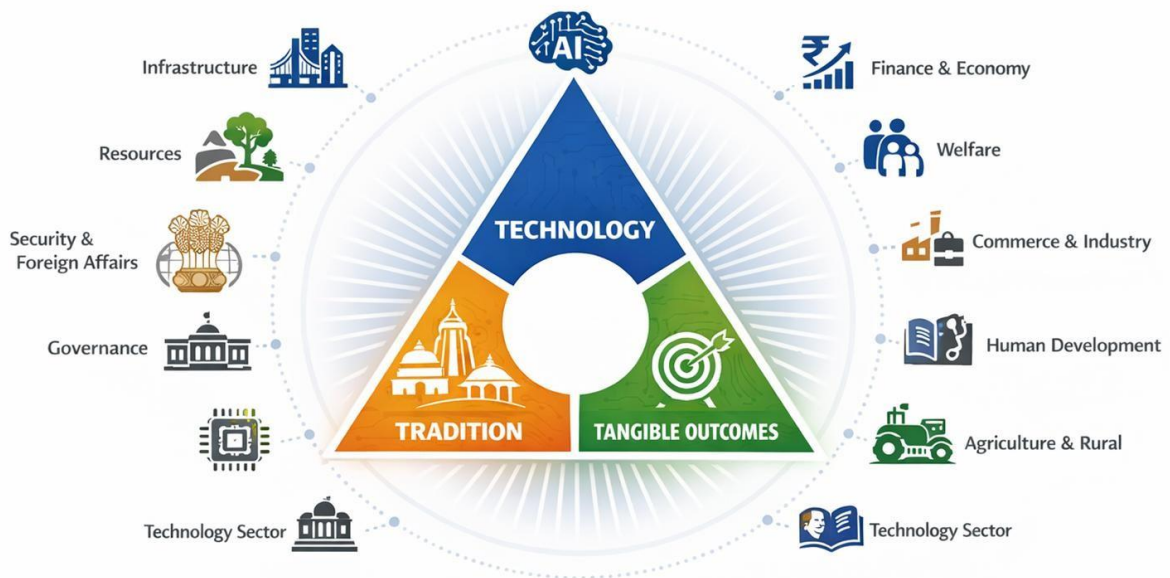 AI
Infrastructure
Resources
Security &
Foreign Affairs
Governance
Technology Sector
TECHNOLOGY
TRADITION
TANGIBLE OUTCOMES
₹
Finance & Economy
Welfare
Commerce & Industry
Human Development
Agriculture & Rural
Technology Sector